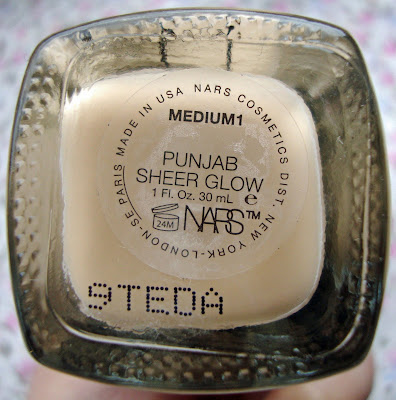 MADE IN USA NARS COSMETICS DIST. NEW YORK-LONDON-SE PARIS
MEDIUM1
PUNJAB
SHEER GLOW
1 Fl. Oz. 30 mL e
24M NARS™
9TEDA